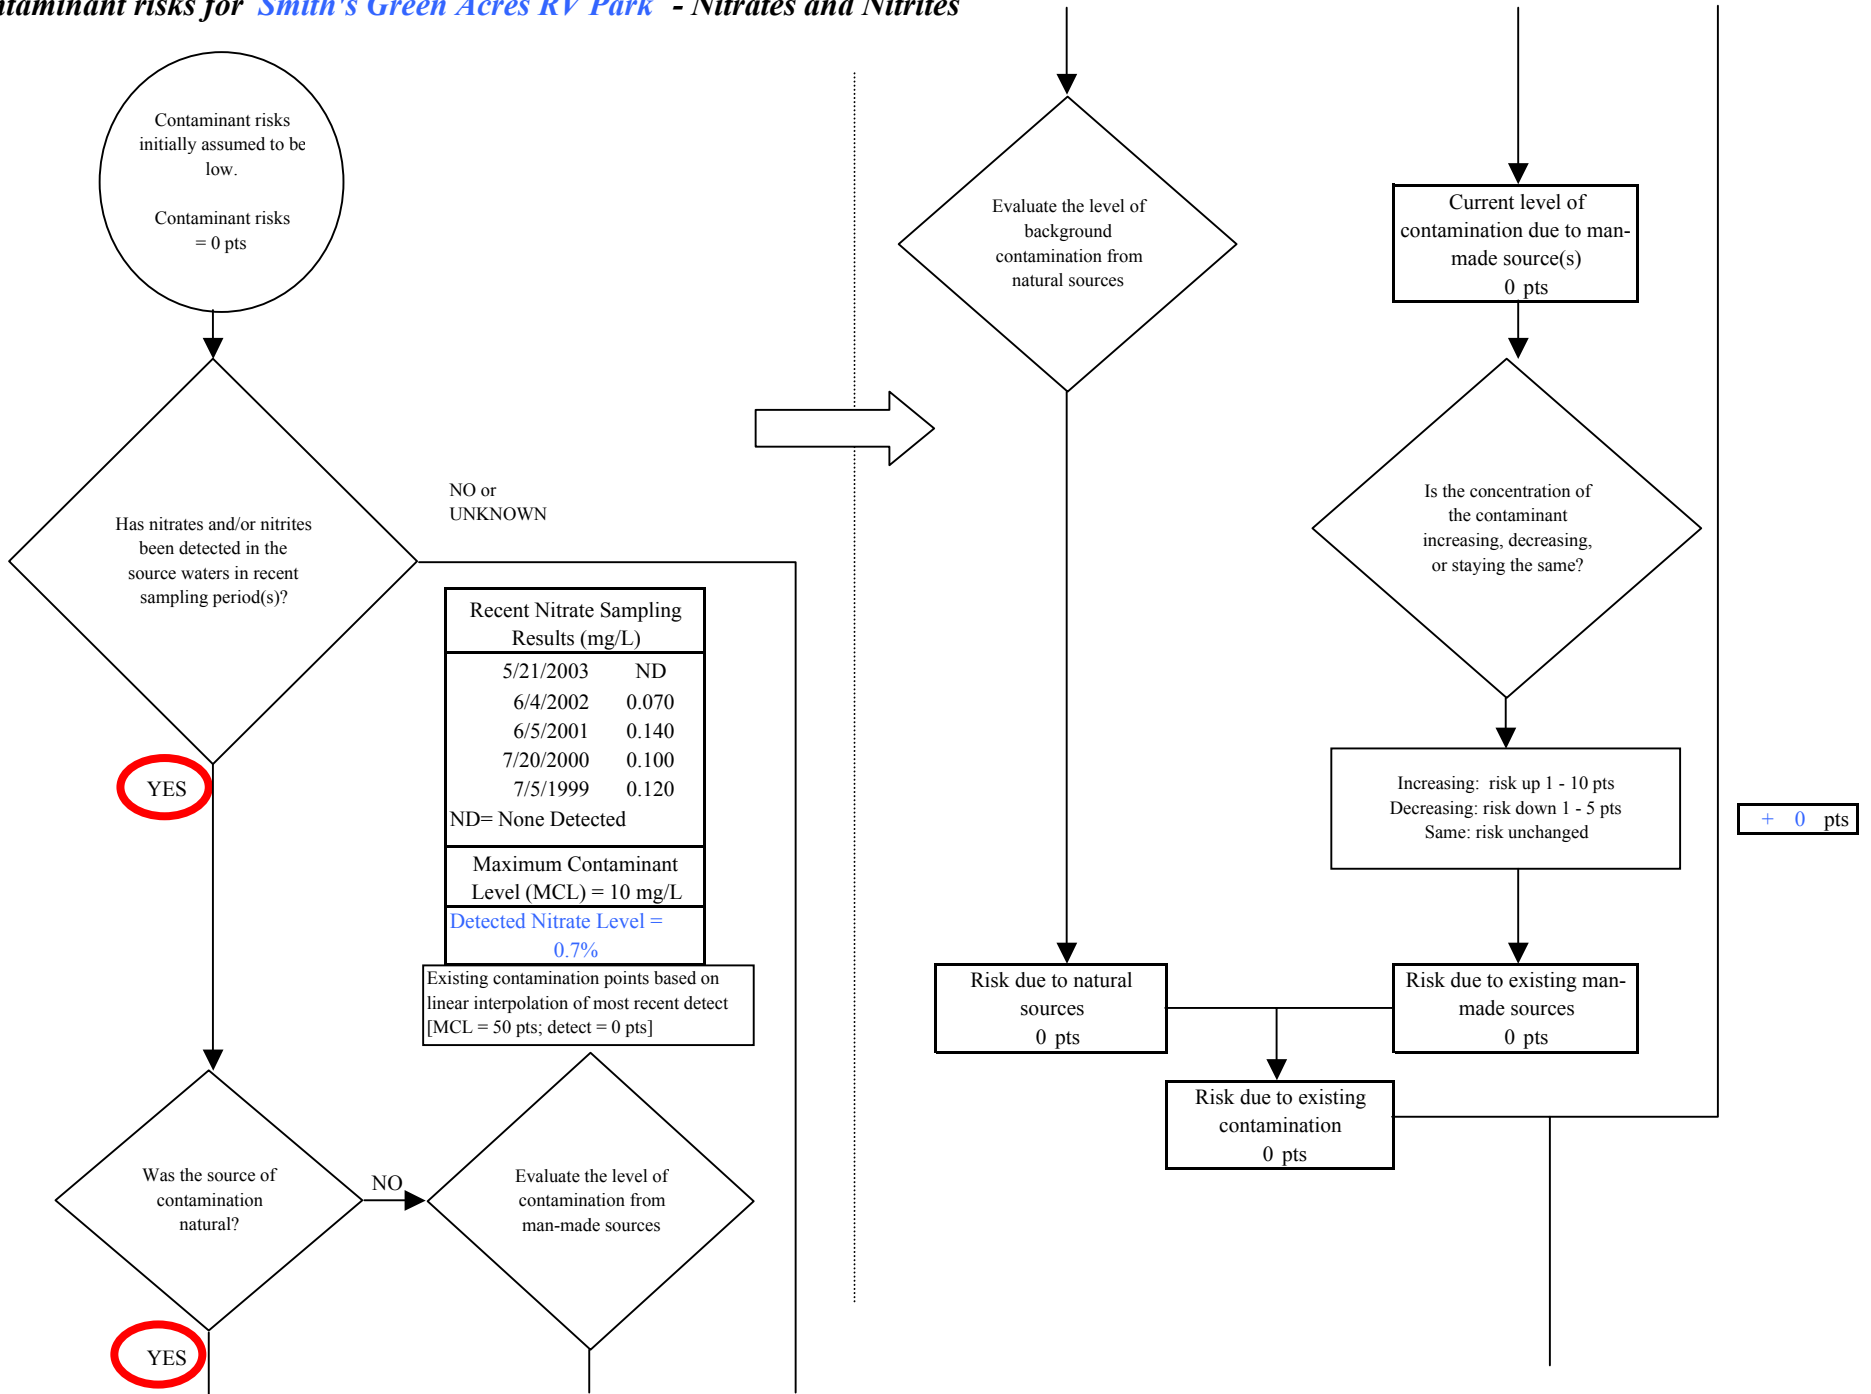 ntaminant risks for Smith's Green Acres RV Park - Nitrates and Nitrites
Contaminant risks
initially assumed to be
low.
Contaminant risks
= 0 pts
Has nitrates and/or nitrites
been detected in the
source waters in recent
sampling period(s)?
NO or
UNKNOWN
YES
Recent Nitrate Sampling
Results (mg/L)
5/21/2003 ND
6/4/2002 0.070
6/5/2001 0.140
7/20/2000 0.100
7/5/1999 0.120
ND= None Detected
Maximum Contaminant
Level (MCL) = 10 mg/L
Detected Nitrate Level =
0.7%
Existing contamination points based on
linear interpolation of most recent detect
[MCL = 50 pts; detect = 0 pts]
Was the source of
contamination
natural?
NO
YES
Evaluate the level of
contamination from
man-made sources
Evaluate the level of
background
contamination from
natural sources
Risk due to natural
sources
0 pts
Current level of
contamination due to man-
made source(s)
0 pts
Is the concentration of
the contaminant
increasing, decreasing,
or staying the same?
Increasing: risk up 1 - 10 pts
Decreasing: risk down 1 - 5 pts
Same: risk unchanged
+ 0 pts
Risk due to existing man-
made sources
0 pts
Risk due to existing
contamination
0 pts